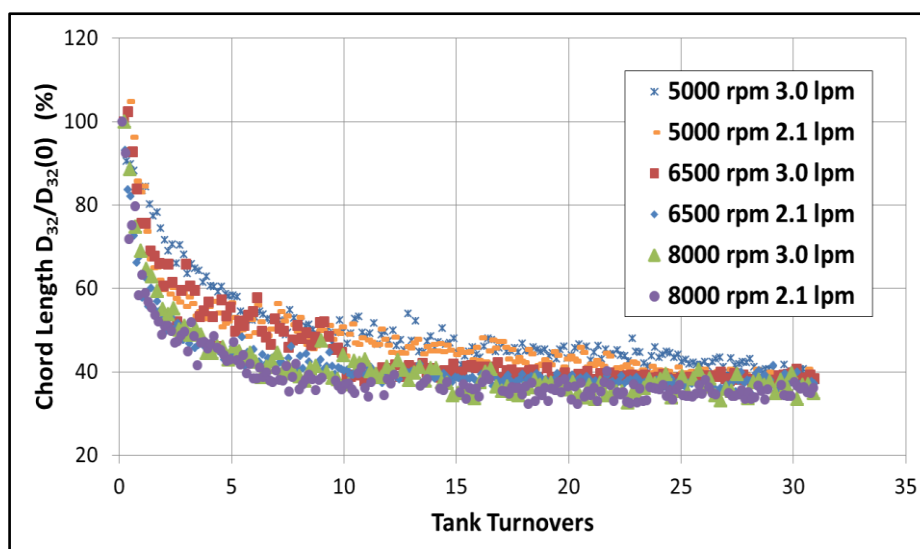 120
100
80
60
40
20
Chord Length D32/D32(0) (%)
5000 rpm 3.0 lpm
5000 rpm 2.1 lpm
6500 rpm 3.0 lpm
6500 rpm 2.1 lpm
8000 rpm 3.0 lpm
8000 rpm 2.1 lpm
0 5 10 15 20 25 30 35
Tank Turnovers